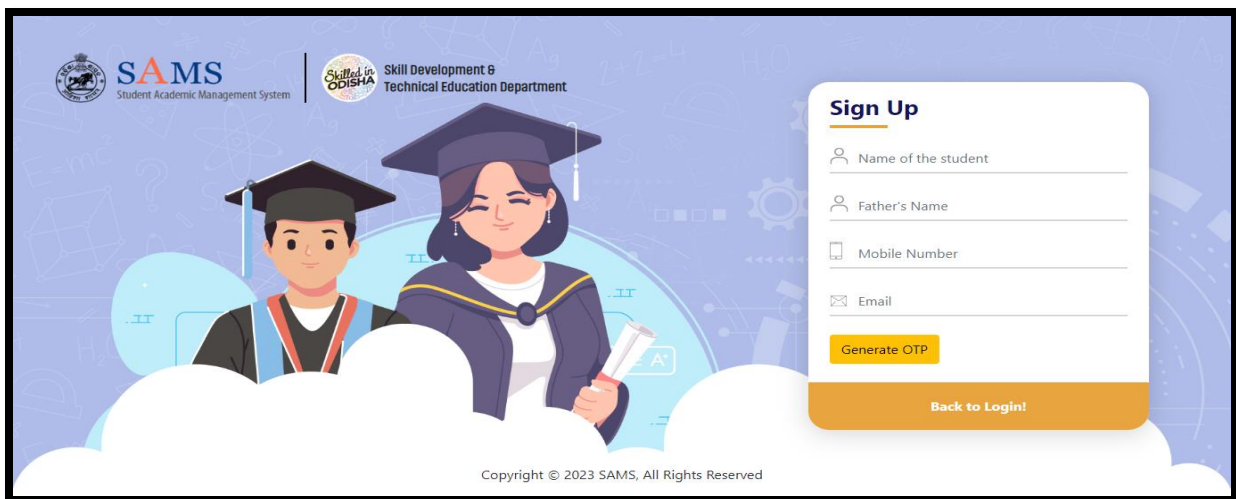 SAMS
Student Academic Management System
Skilled in
ODISHA
Skill Development &
Technical Education Department
Sign Up
Name of the student
Father's Name
Mobile Number
Email
Generate OTP
Back to Login!
Copyright © 2023 SAMS, All Rights Reserved